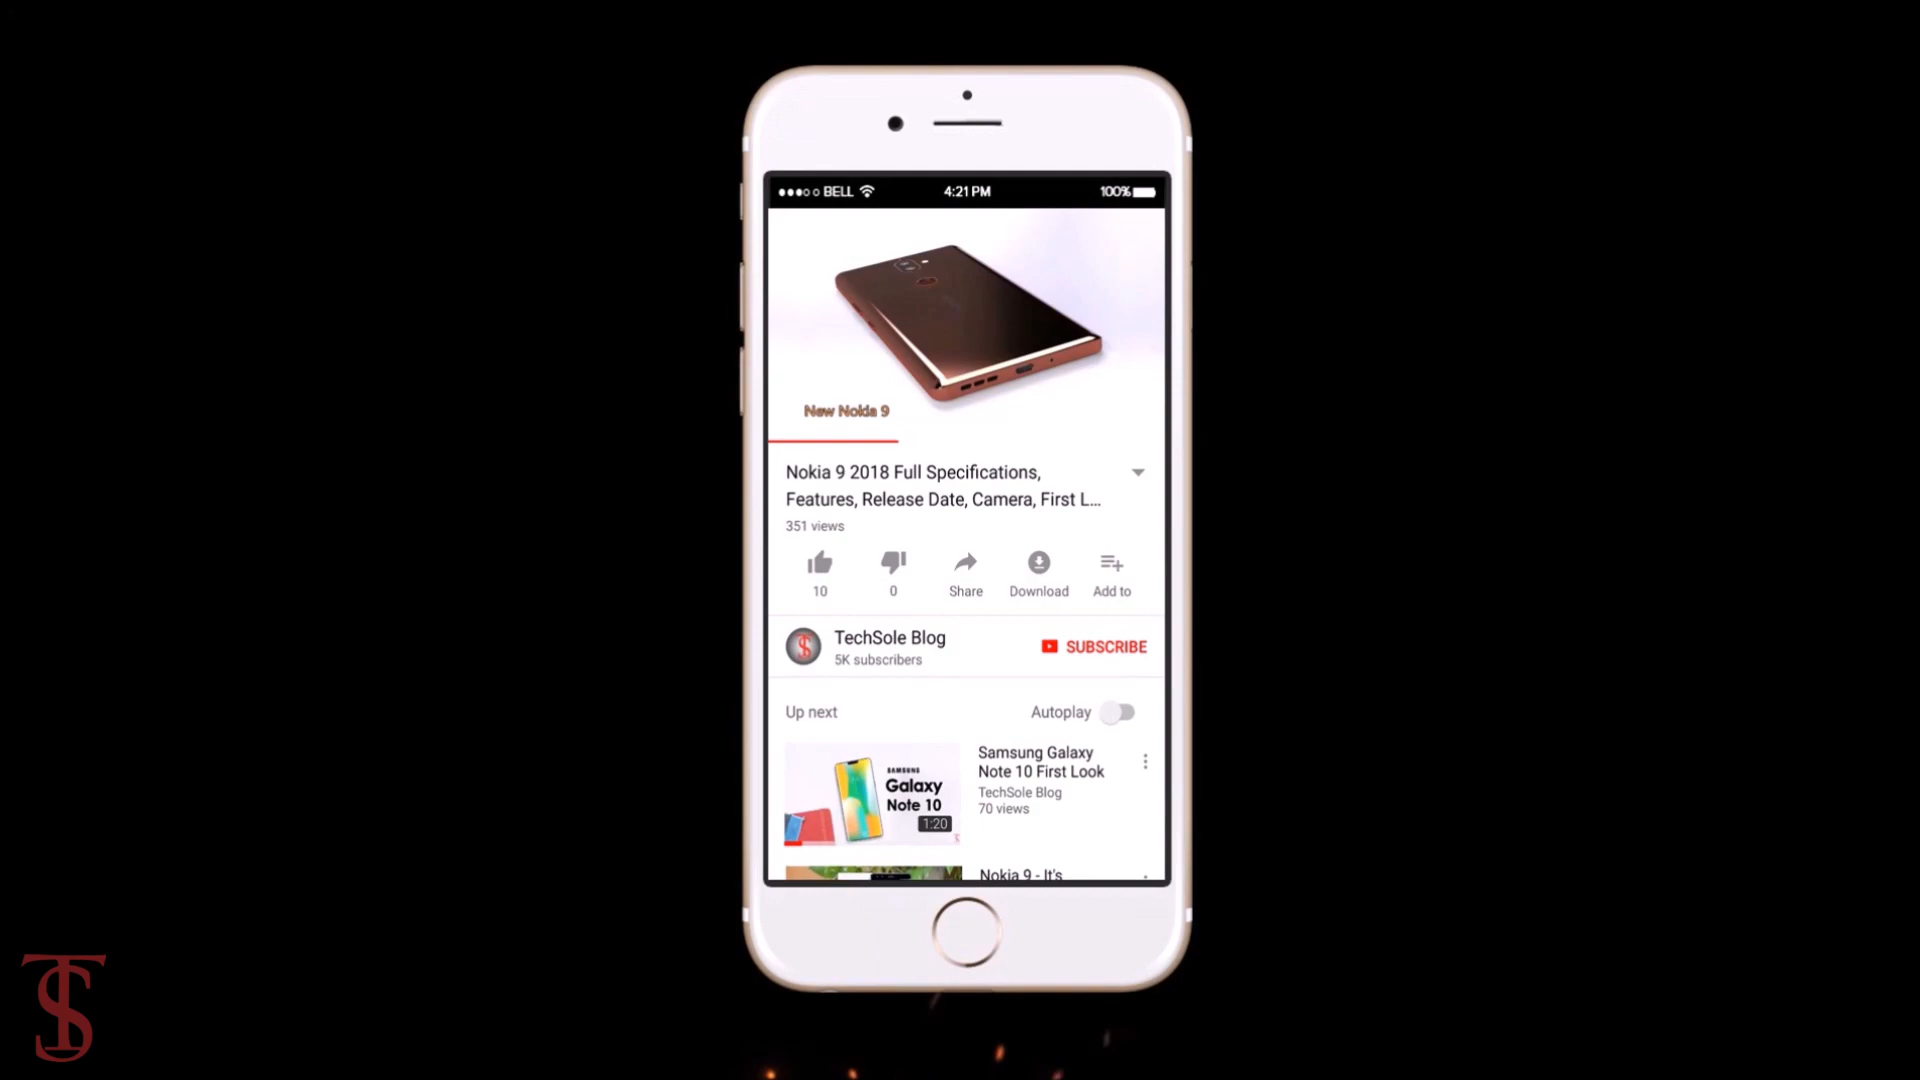 BELL
4:21 PM
100%
New Nokia 9
Nokia 9 2018 Full Specifications,
Features, Release Date, Camera, First L...
351 views
10
0
Share
Download
Add to
TechSole Blog
5K subscribers
SUBSCRIBE
Up next
Autoplay
SAMSUNG
Galaxy
Note 10
1:20
Samsung Galaxy
Note 10 First Look
TechSole Blog
70 views
Nokia 9 - It's
TS